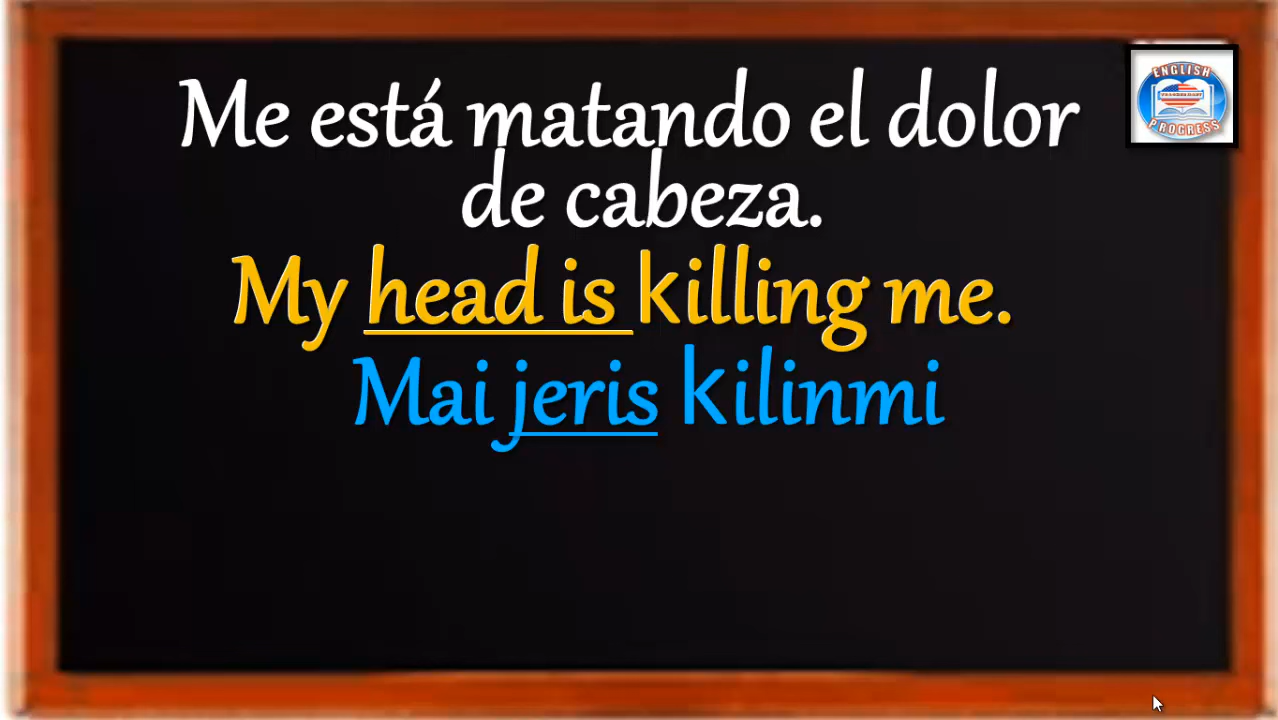 Me está matando el dolor
de cabeza.
My head is killing me.
Mai jeris kilinmi
ENGLISH
PROGRESS